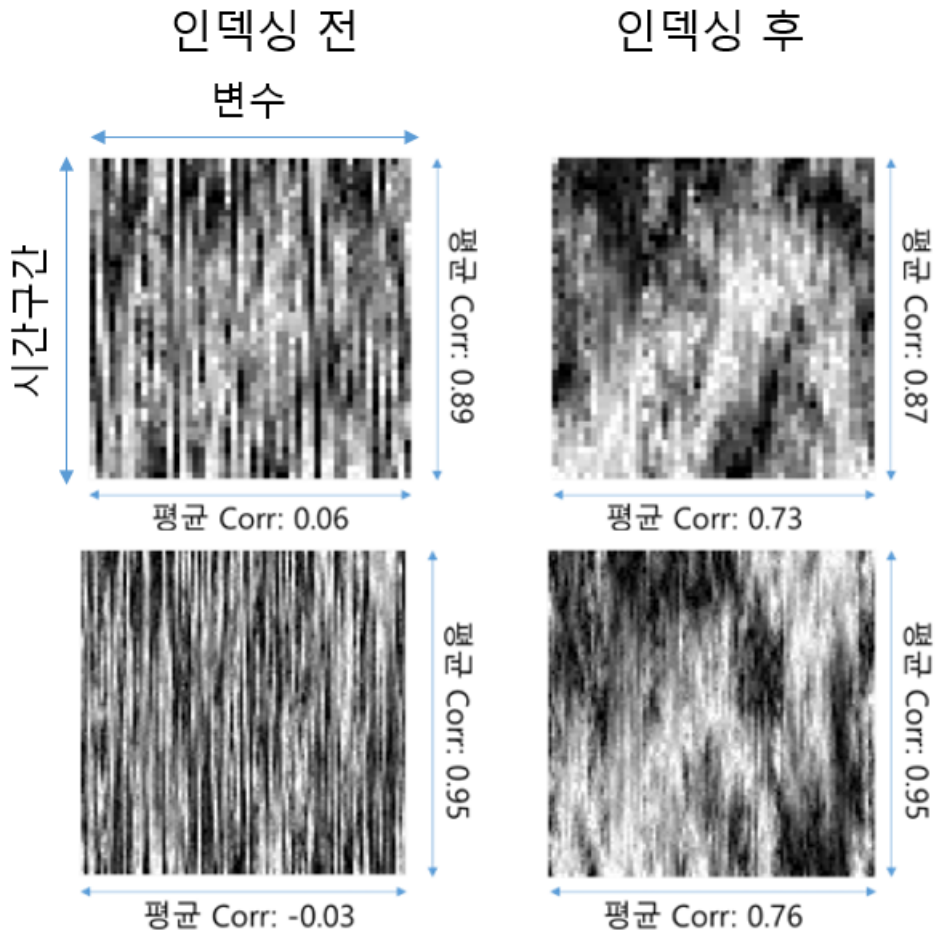 인덱싱 전
인덱싱 후
변수
시간구간
평균 Corr: 0.89
평균 Corr: 0.87
평균 Corr: 0.06
평균 Corr: 0.73
평균 Corr: 0.95
평균 Corr: 0.95
평균 Corr: -0.03
평균 Corr: 0.76